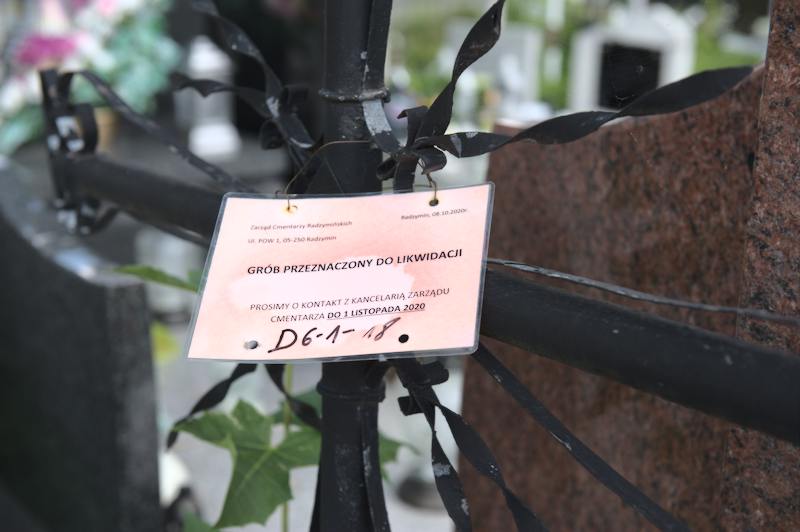 Zarząd Cmentarzy Radzymińskich
Radzymin, 08.10.2020r.
Ul. POW 1, 05-250 Radzymin
GRÓB PRZEZNACZONY DO LIKWIDACJI
PROSIMY O KONTAKT Z KANCELARIĄ ZARZĄDU
CMENTARZA DO 1 LISTOPADA 2020
D6-1-18